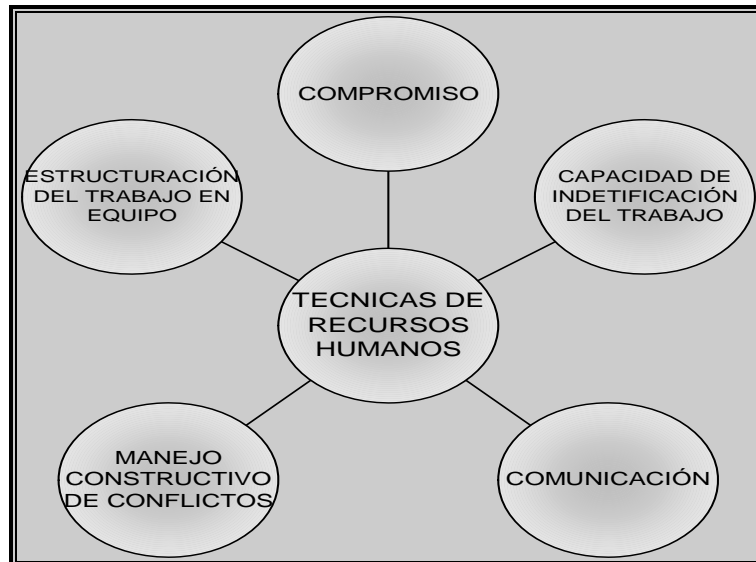 COMPROMISO
ESTRUCTURACIÓN
DEL TRABAJO EN
EQUIPO
CAPACIDAD DE
INDETIFICACIÓN
DEL TRABAJO
TECNICAS DE
RECURSOS
HUMANOS
MANEJO
CONSTRUCTIVO
DE CONFLICTOS
COMUNICACIÓN